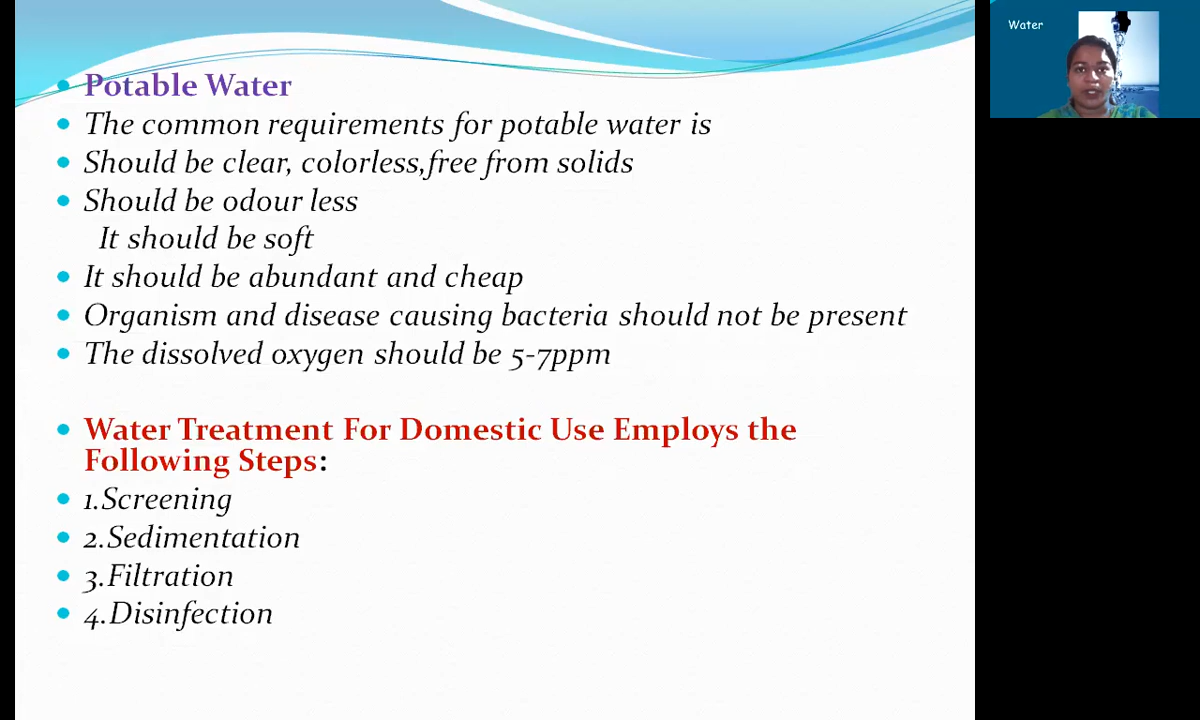 Potable Water
The common requirements for potable water is
Should be clear, colorless,free from solids
Should be odour less
It should be soft
It should be abundant and cheap
Organism and disease causing bacteria should not be present
The dissolved oxygen should be 5-7ppm
Water Treatment For Domestic Use Employs the
Following Steps:
1.Screening
2.Sedimentation
3.Filtration
4.Disinfection
Water